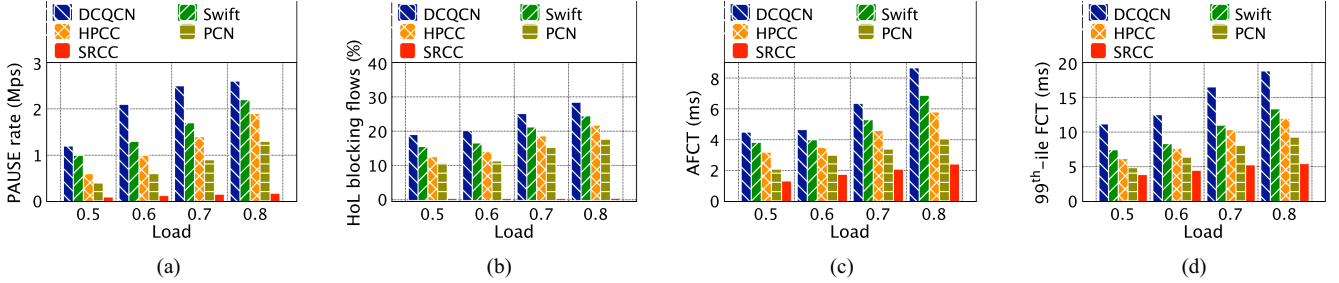 DCQCN Swift
HPCC PCN
SRCC
PAUSE rate (Mps)
3
2
1
0
0.5 0.6 0.7 0.8
Load
(a)
DCQCN Swift
HPCC PCN
SRCC
HoL blocking flows (%)
40
30
20
10
0
0.5 0.6 0.7 0.8
Load
(b)
DCQCN Swift
HPCC PCN
SRCC
AFCT (ms)
8
6
4
2
0
0.5 0.6 0.7 0.8
Load
(c)
DCQCN Swift
HPCC PCN
SRCC
99th-ile FCT (ms)
20
15
10
5
0
0.5 0.6 0.7 0.8
Load
(d)